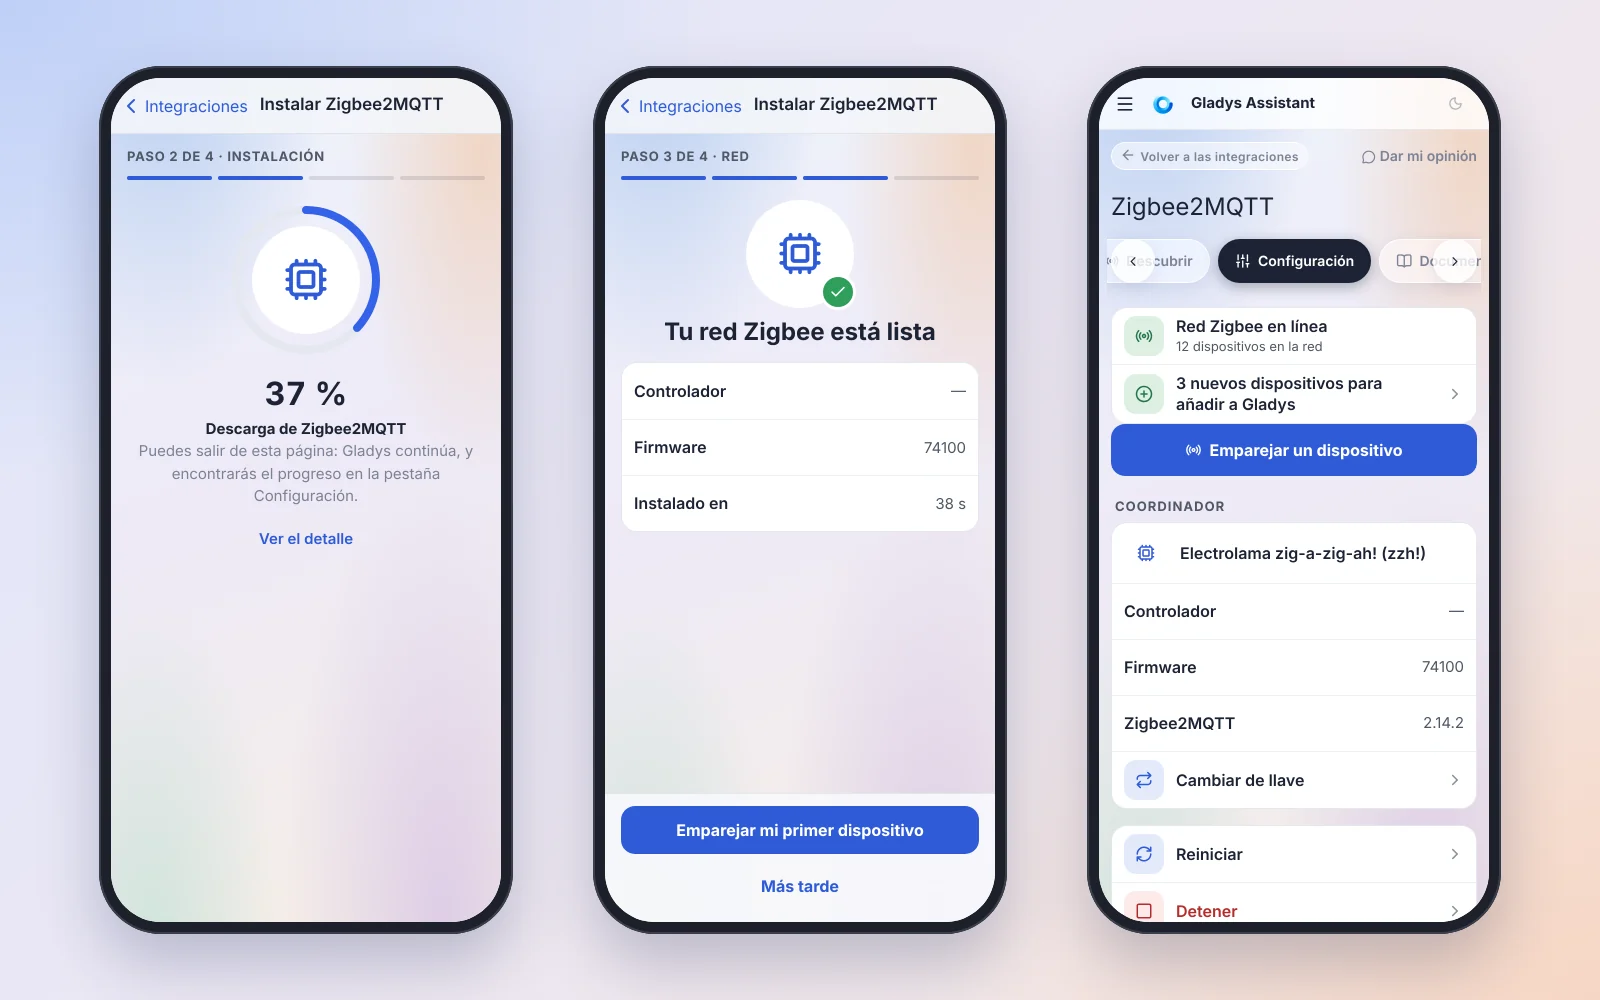 Integraciones Instalar Zigbee2MQTT
PASO 2 DE 4 · INSTALACIÓN
37 %
Descarga de Zigbee2MQTT
Puedes salir de esta página: Gladys continúa, y
encontrarás el progreso en la pestaña
Configuración.
Ver el detalle
Integraciones Instalar Zigbee2MQTT
PASO 3 DE 4 · RED
Tu red Zigbee está lista
Controlador —
Firmware 74100
Instalado en 38 s
Emparejar mi primer dispositivo
Más tarde
Gladys Assistant
Volver a las integraciones Dar mi opinión
Zigbee2MQTT
Descubrir Configuración
Red Zigbee en línea
12 dispositivos en la red
3 nuevos dispositivos para
añadir a Gladys
Emparejar un dispositivo
COORDINADOR
Electrolama zig-a-zig-ah! (zzh!)
Controlador —
Firmware 74100
Zigbee2MQTT 2.14.2
Cambiar de llave
Reiniciar
Detener